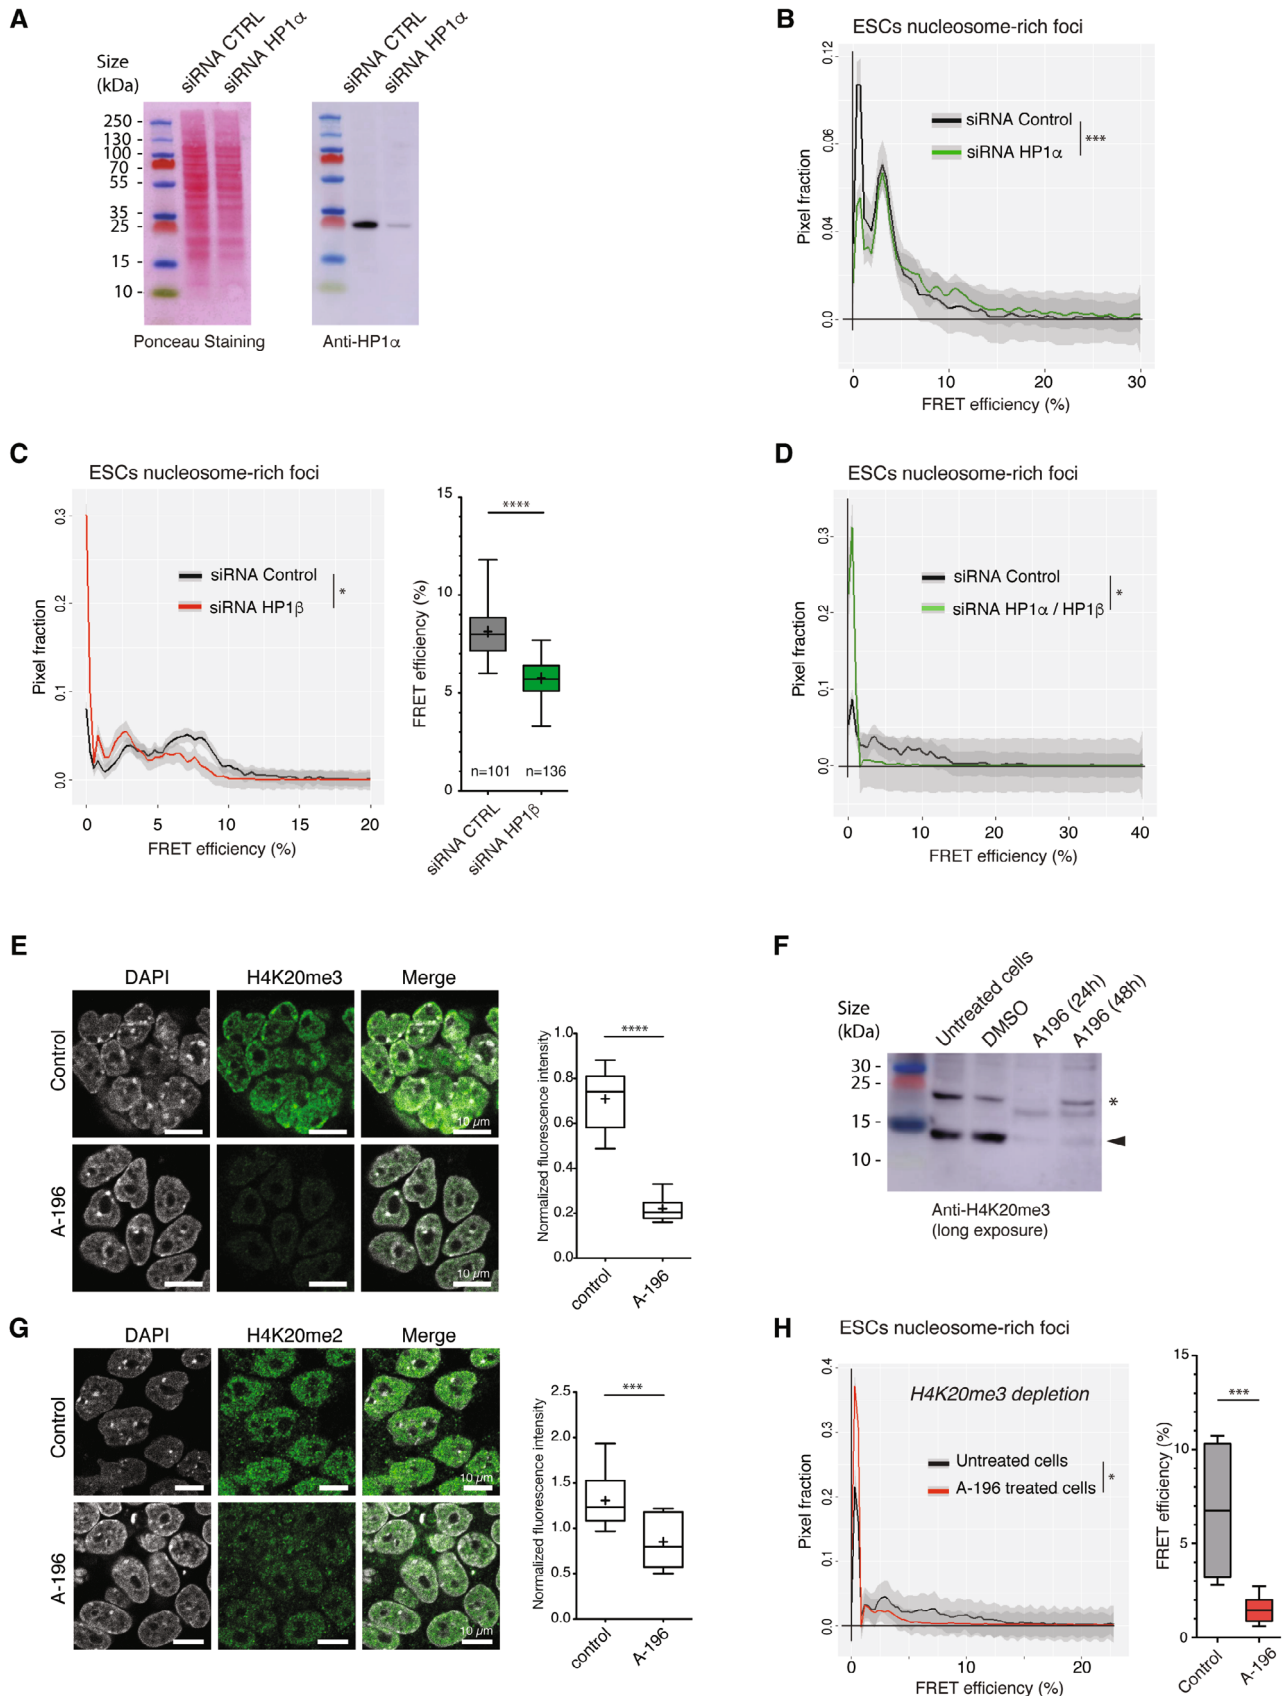 A
Size
(kDa)
siRNA CTRL
siRNA HP1α
siRNA CTRL
siRNA HP1α
250 -
130 -
100 -
70 -
55 -
35 -
25 -
15 -
10 -
Ponceau Staining
Anti-HP1α
B
ESCs nucleosome-rich foci
0.12
0.06
0.04
0.0
Pixel fraction
siRNA Control
siRNA HP1α
***
0 10 20 30
FRET efficiency (%)
C
ESCs nucleosome-rich foci
0.3
0.2
0.1
0.0
Pixel fraction
siRNA Control
siRNA HP1β
*
0 5 10 15 20
FRET efficiency (%)
15
10
5
0
FRET efficiency (%)
****
n=101 n=136
siRNA CTRL
siRNA HP1β
D
ESCs nucleosome-rich foci
0.3
0.2
0.1
0.0
Pixel fraction
siRNA Control
siRNA HP1α / HP1β
*
0 10 20 30 40
FRET efficiency (%)
E
DAPI H4K20me3 Merge
Control
A-196
10 µm
10 µm
1.0
0.8
0.6
0.4
0.2
0.0
Normalized fluorescence intensity
****
control
A-196
F
Size
(kDa)
Untreated cells
DMSO
A196 (24h)
A196 (48h)
30 -
25 -
15 -
10 -
*
Anti-H4K20me3
(long exposure)
G
DAPI H4K20me2 Merge
Control
A-196
10 µm
10 µm
2.5
2.0
1.5
1.0
0.5
0.0
Normalized fluorescence intensity
***
control
A-196
H
ESCs nucleosome-rich foci
0.4
0.3
0.2
0.1
0.0
Pixel fraction
H4K20me3 depletion
Untreated cells
A-196 treated cells
*
0 10 20
FRET efficiency (%)
15
10
5
0
FRET efficiency (%)
***
Control
A-196